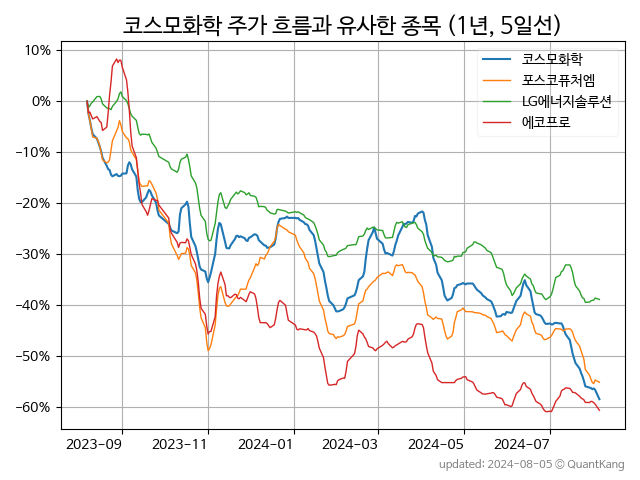 코스모화학 주가 흐름과 유사한 종목 (1년, 5일선)
10%
0%
−10%
−20%
−30%
−40%
−50%
−60%
코스모화학
포스코퓨처엠
LG에너지솔루션
에코프로
2023-09
2023-11
2024-01
2024-03
2024-05
2024-07
updated: 2024-08-05 © QuantKang